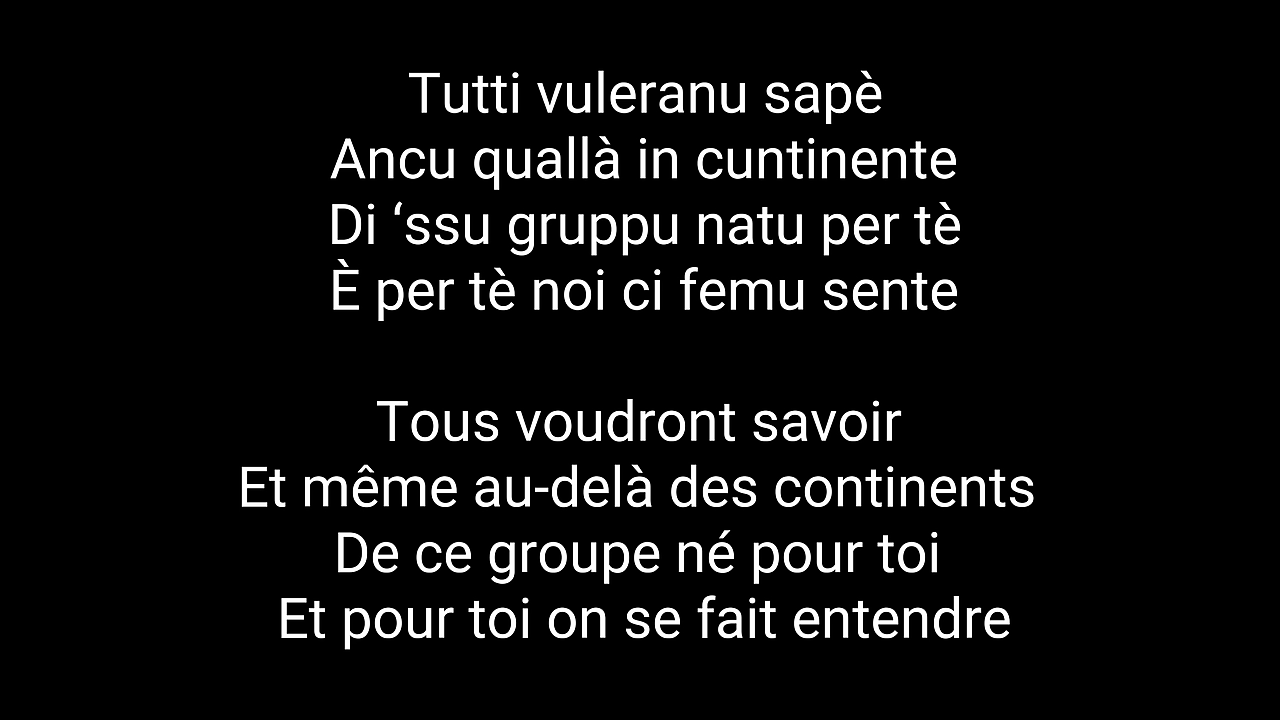 Tutti vuleranu sapè
Ancu quallà in cuntinente
Di ‘ssu gruppu natu per tè
È per tè noi ci femu sente
Tous voudront savoir
Et même au-delà des continents
De ce groupe né pour toi
Et pour toi on se fait entendre